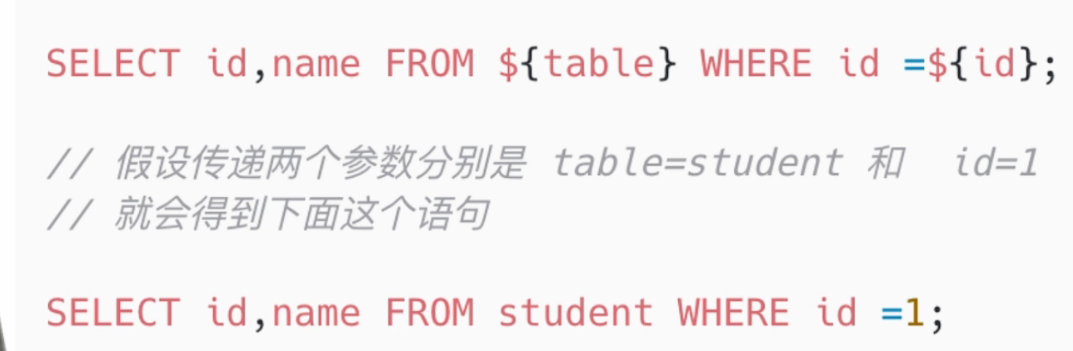 SELECT id,name FROM ${table} WHERE id =${id};
// 假设传递两个参数分别是 table=student 和  id=1
// 就会得到下面这个语句
SELECT id,name FROM student WHERE id =1;